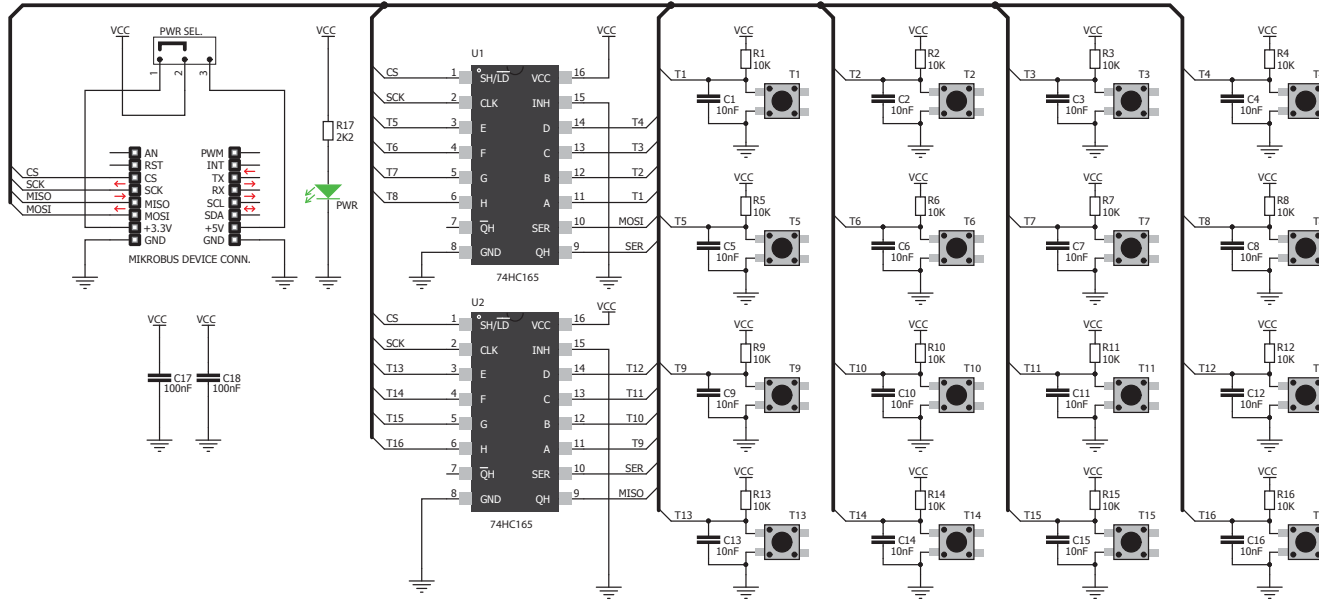 VCC
PWR SEL.
1 2 3
VCC
R17
2K2
PWR
AN
RST
CS
SCK
MISO
MOSI
+3.3V
GND
PWM
INT
TX
RX
SCL
SDA
+5V
GND
CS
SCK
MISO
MOSI
MIKROBUS DEVICE CONN.
VCC
C17
100nF
VCC
C18
100nF
U1
VCC
CS 1 SH/LD VCC 16
SCK 2 CLK INH 15
T5 3 E D 14 T4
T6 4 F C 13 T3
T7 5 G B 12 T2
T8 6 H A 11 T1
7 QH SER 10 MOSI
8 GND QH 9 SER
74HC165
U2
VCC
CS 1 SH/LD VCC 16
SCK 2 CLK INH 15
T13 3 E D 14 T12
T14 4 F C 13 T11
T15 5 G B 12 T10
T16 6 H A 11 T9
7 QH SER 10 SER
8 GND QH 9 MISO
74HC165
VCC
R1
10K
T1
T1
C1
10nF
VCC
R2
10K
T2
T2
C2
10nF
VCC
R3
10K
T3
T3
C3
10nF
VCC
R4
10K
T4
C4
10nF
VCC
R5
10K
T5
T5
C5
10nF
VCC
R6
10K
T6
T6
C6
10nF
VCC
R7
10K
T7
T7
C7
10nF
VCC
R8
10K
T8
C8
10nF
VCC
R9
10K
T9
T9
C9
10nF
VCC
R10
10K
T10
T10
C10
10nF
VCC
R11
10K
T11
T11
C11
10nF
VCC
R12
10K
T12
C12
10nF
VCC
R13
10K
T13
T13
C13
10nF
VCC
R14
10K
T14
T14
C14
10nF
VCC
R15
10K
T15
T15
C15
10nF
VCC
R16
10K
T16
C16
10nF